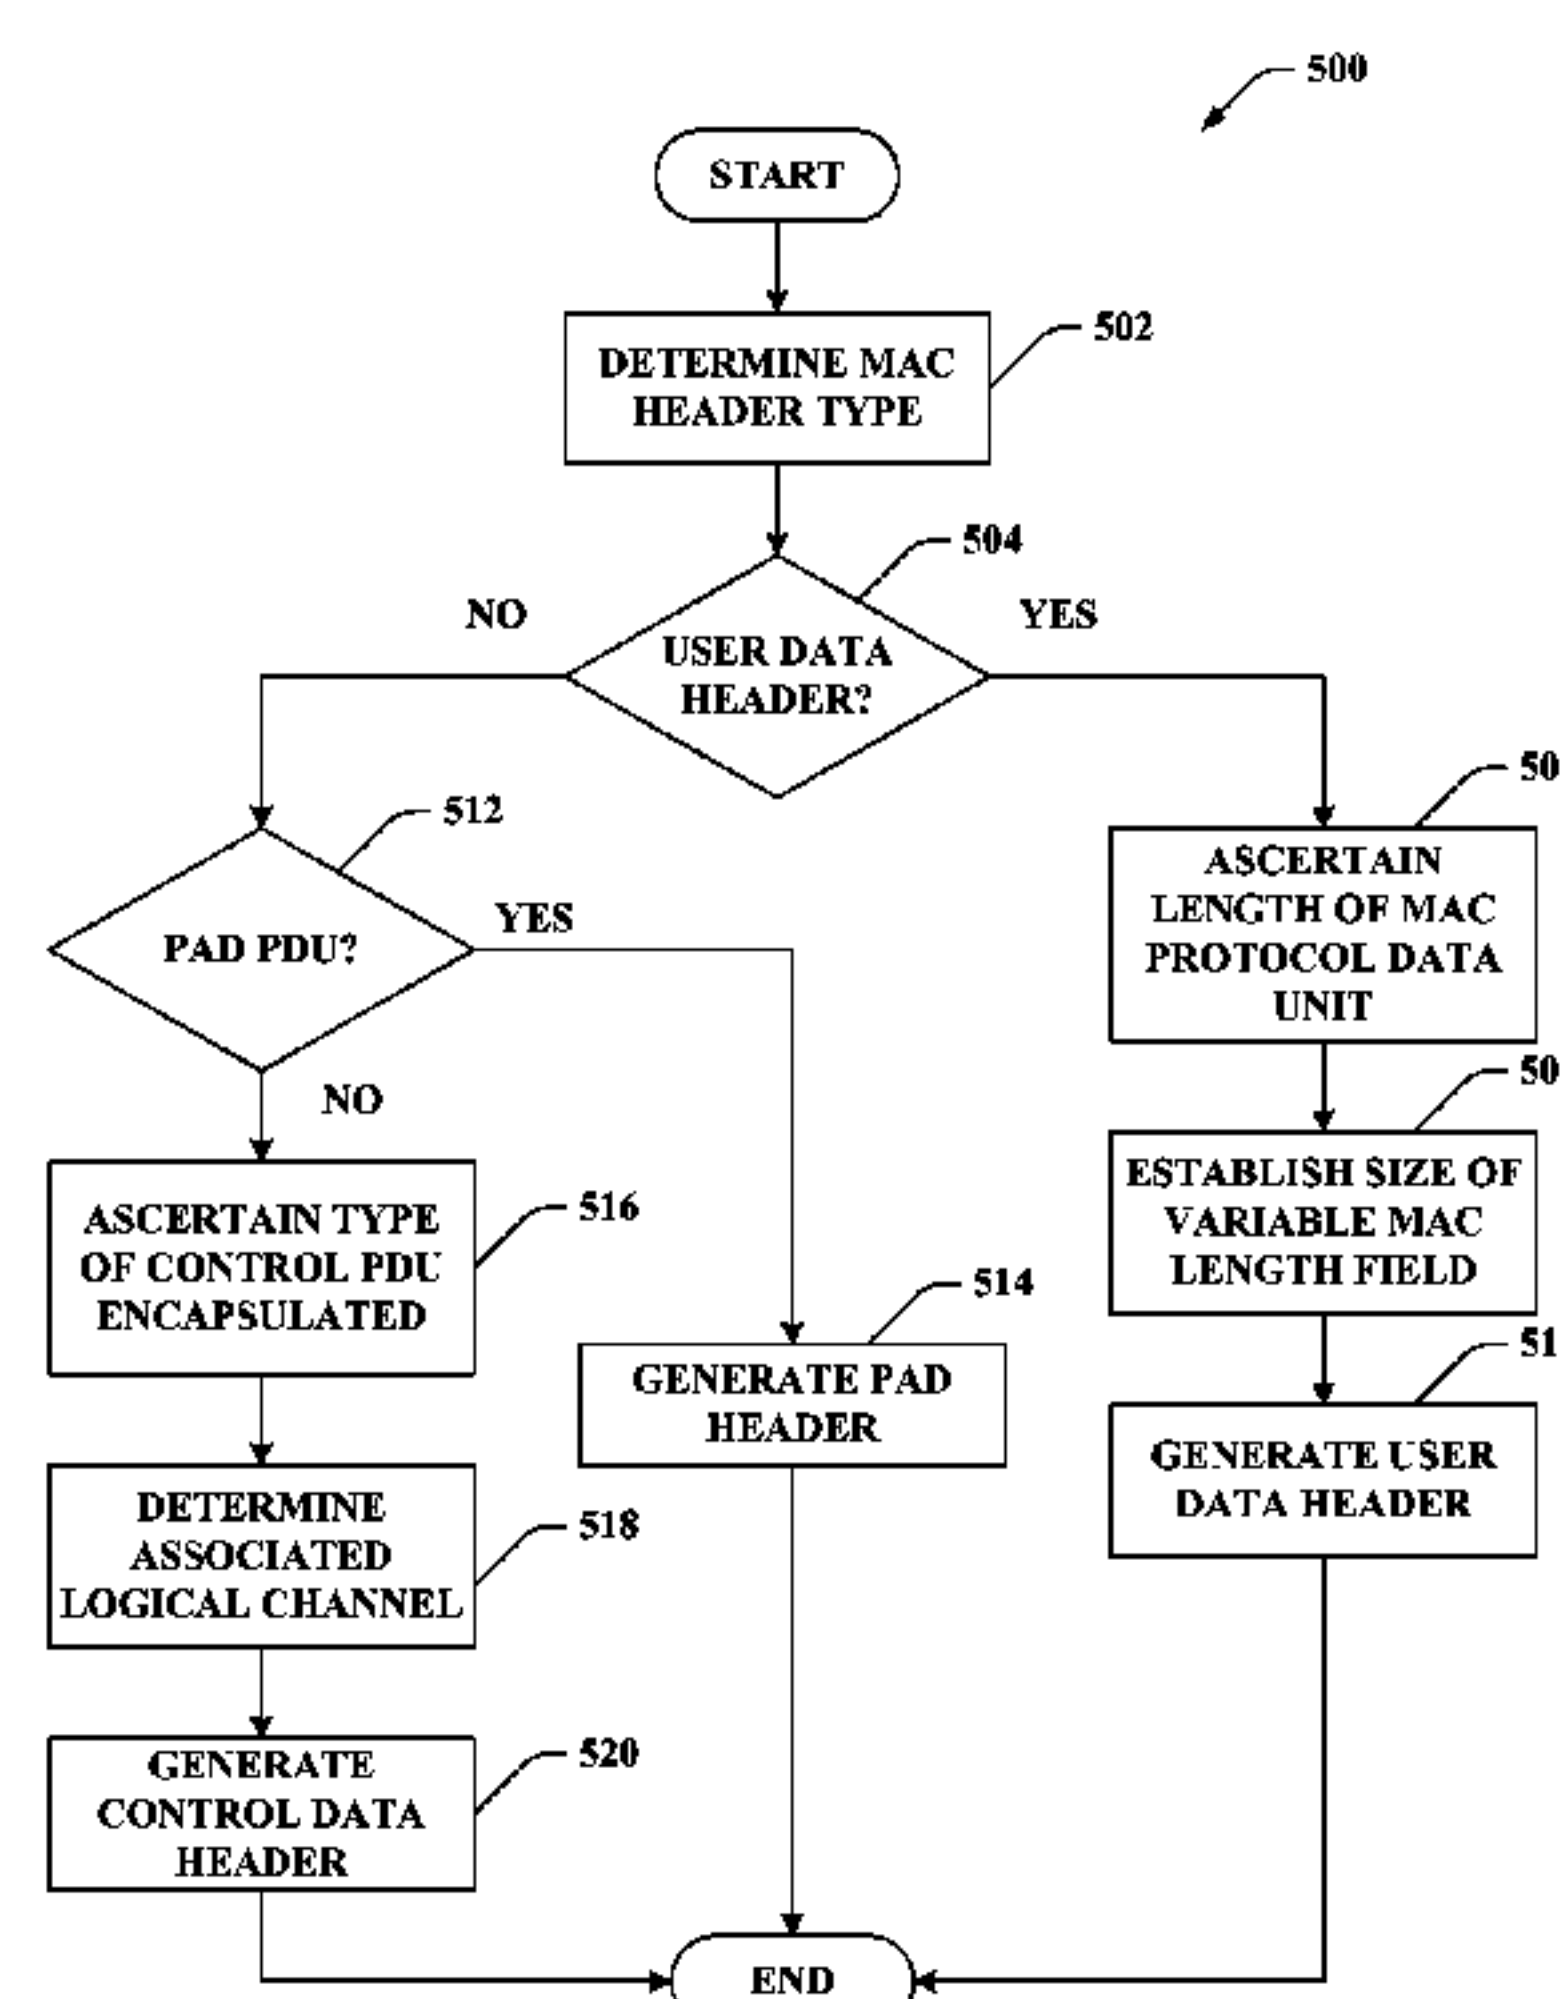 500
START
502
DETERMINE MAC
HEADER TYPE
504
NO
YES
USER DATA
HEADER?
50
512
ASCERTAIN
LENGTH OF MAC
PROTOCOL DATA
UNIT
YES
PAD PDU?
50
NO
ESTABLISH SIZE OF
VARIABLE MAC
LENGTH FIELD
516
ASCERTAIN TYPE
OF CONTROL PDU
ENCAPSULATED
514
GENERATE PAD
HEADER
51
GENERATE USER
DATA HEADER
518
DETERMINE
ASSOCIATED
LOGICAL CHANNEL
520
GENERATE
CONTROL DATA
HEADER
END